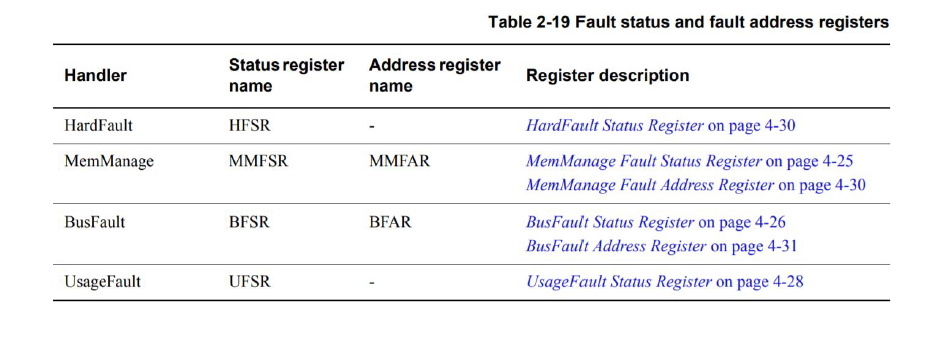 Table 2-19 Fault status and fault address registers
Handler Status register name Address register name Register description
HardFault HFSR - HardFault Status Register on page 4-30
MemManage MMFSR MMFAR MemManage Fault Status Register on page 4-25
MemManage Fault Address Register on page 4-30
BusFault BFSR BFAR BusFault Status Register on page 4-26
BusFault Address Register on page 4-31
UsageFault UFSR - UsageFault Status Register on page 4-28